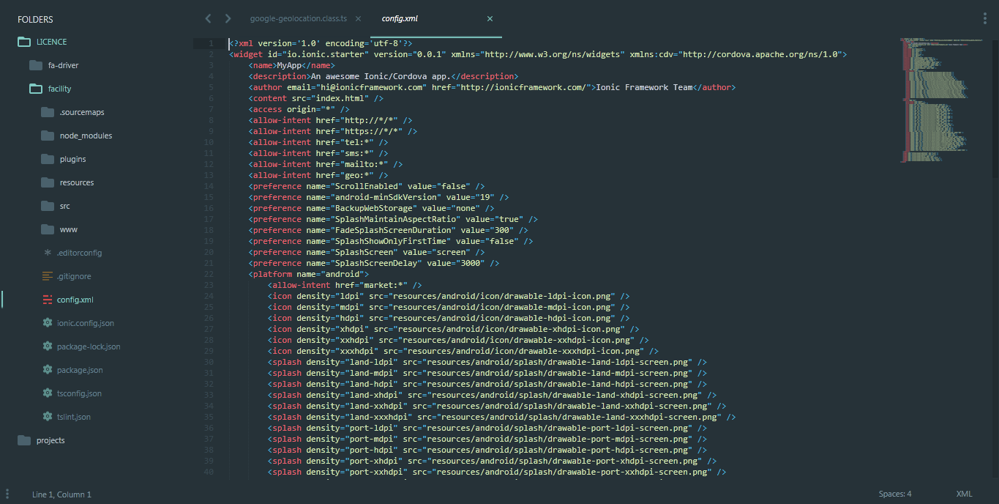 FOLDERS
LICENCE
fa-driver
facility
.sourcemaps
node_modules
plugins
resources
src
www
.editorconfig
.gitignore
config.xml
ionic.config.json
package-lock.json
package.json
tsconfig.json
tslint.json
projects
google-geolocation.class.ts
config.xml
1 <?xml version='1.0' encoding='utf-8'?>
2 <widget id="io.ionic.starter" version="0.0.1" xmlns="http://www.w3.org/ns/widgets" xmlns:cdv="http://cordova.apache.org/ns/1.0">
3 <name>MyApp</name>
4 <description>An awesome Ionic/Cordova app.</description>
5 <author email="hi@ionicframework.com" href="http://ionicframework.com/">Ionic Framework Team</author>
6 <content src="index.html" />
7 <access origin="*" />
8 <allow-intent href="http://*/*" />
9 <allow-intent href="https://*/*" />
10 <allow-intent href="tel:*" />
11 <allow-intent href="sms:*" />
12 <allow-intent href="mailto:*" />
13 <allow-intent href="geo:*" />
14 <preference name="ScrollEnabled" value="false" />
15 <preference name="android-minSdkVersion" value="19" />
16 <preference name="BackupWebStorage" value="none" />
17 <preference name="SplashMaintainAspectRatio" value="true" />
18 <preference name="FadeSplashScreenDuration" value="300" />
19 <preference name="SplashShowOnlyFirstTime" value="false" />
20 <preference name="SplashScreen" value="screen" />
21 <preference name="SplashScreenDelay" value="3000" />
22 <platform name="android">
23 <allow-intent href="market:*" />
24 <icon density="ldpi" src="resources/android/icon/drawable-ldpi-icon.png" />
25 <icon density="mdpi" src="resources/android/icon/drawable-mdpi-icon.png" />
26 <icon density="hdpi" src="resources/android/icon/drawable-hdpi-icon.png" />
27 <icon density="xhdpi" src="resources/android/icon/drawable-xhdpi-icon.png" />
28 <icon density="xxhdpi" src="resources/android/icon/drawable-xxhdpi-icon.png" />
29 <icon density="xxxhdpi" src="resources/android/icon/drawable-xxxhdpi-icon.png" />
30 <splash density="land-ldpi" src="resources/android/splash/drawable-land-ldpi-screen.png" />
31 <splash density="land-mdpi" src="resources/android/splash/drawable-land-mdpi-screen.png" />
32 <splash density="land-hdpi" src="resources/android/splash/drawable-land-hdpi-screen.png" />
33 <splash density="land-xhdpi" src="resources/android/splash/drawable-land-xhdpi-screen.png" />
34 <splash density="land-xxhdpi" src="resources/android/splash/drawable-land-xxhdpi-screen.png" />
35 <splash density="land-xxxhdpi" src="resources/android/splash/drawable-land-xxxhdpi-screen.png" />
36 <splash density="port-ldpi" src="resources/android/splash/drawable-port-ldpi-screen.png" />
37 <splash density="port-mdpi" src="resources/android/splash/drawable-port-mdpi-screen.png" />
38 <splash density="port-hdpi" src="resources/android/splash/drawable-port-hdpi-screen.png" />
39 <splash density="port-xhdpi" src="resources/android/splash/drawable-port-xhdpi-screen.png" />
40 <splash density="port-xxhdpi" src="resources/android/splash/drawable-port-xxhdpi-screen.png" />
Line 1, Column 1
Spaces: 4
XML